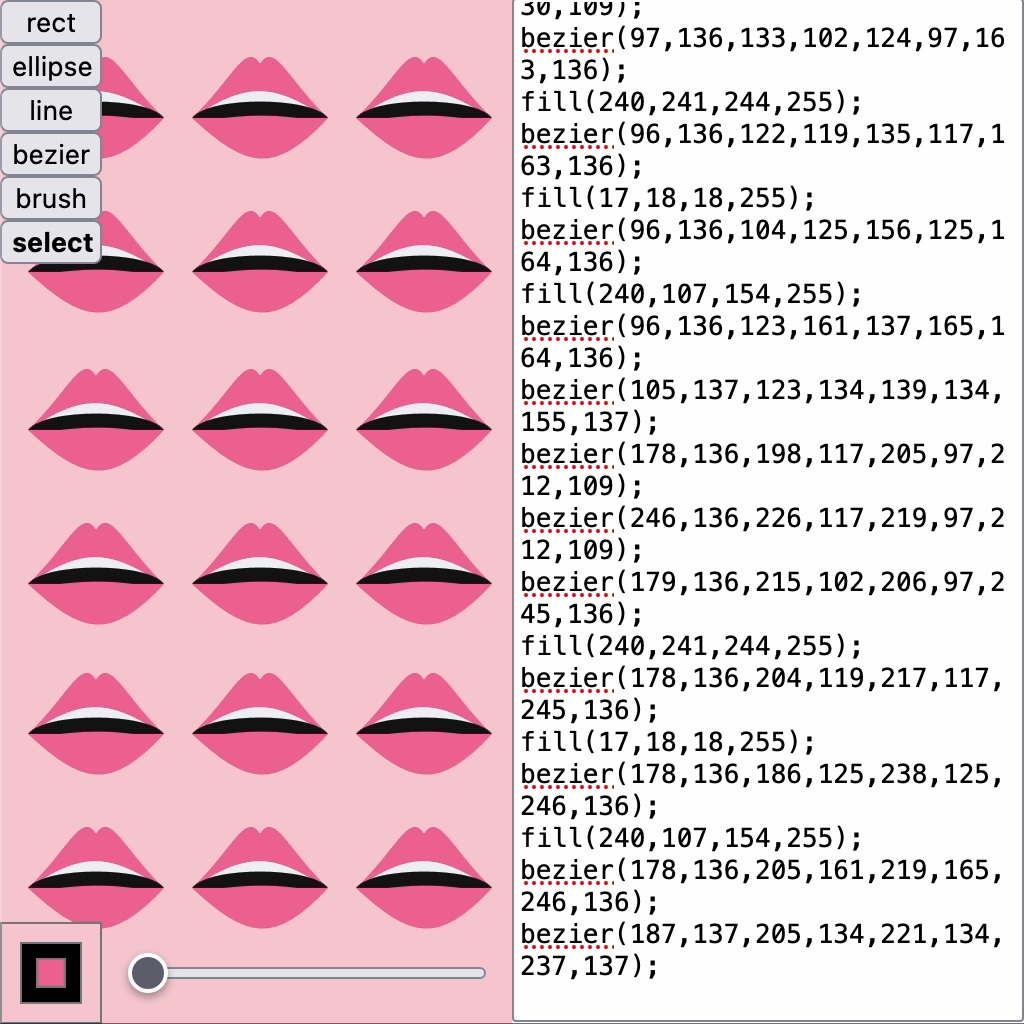 rect
ellipse
line
bezier
brush
select
30,109);
bezier(97,136,133,102,124,97,16
3,136);
fill(240,241,244,255);
bezier(96,136,122,119,135,117,1
63,136);
fill(17,18,18,255);
bezier(96,136,104,125,156,125,1
64,136);
fill(240,107,154,255);
bezier(96,136,123,161,137,165,1
64,136);
bezier(105,137,123,134,139,134,
155,137);
bezier(178,136,198,117,205,97,2
12,109);
bezier(246,136,226,117,219,97,2
12,109);
bezier(179,136,215,102,206,97,2
45,136);
fill(240,241,244,255);
bezier(178,136,204,119,217,117,
245,136);
fill(17,18,18,255);
bezier(178,136,186,125,238,125,
246,136);
fill(240,107,154,255);
bezier(178,136,205,161,219,165,
246,136);
bezier(187,137,205,134,221,134,
237,137);